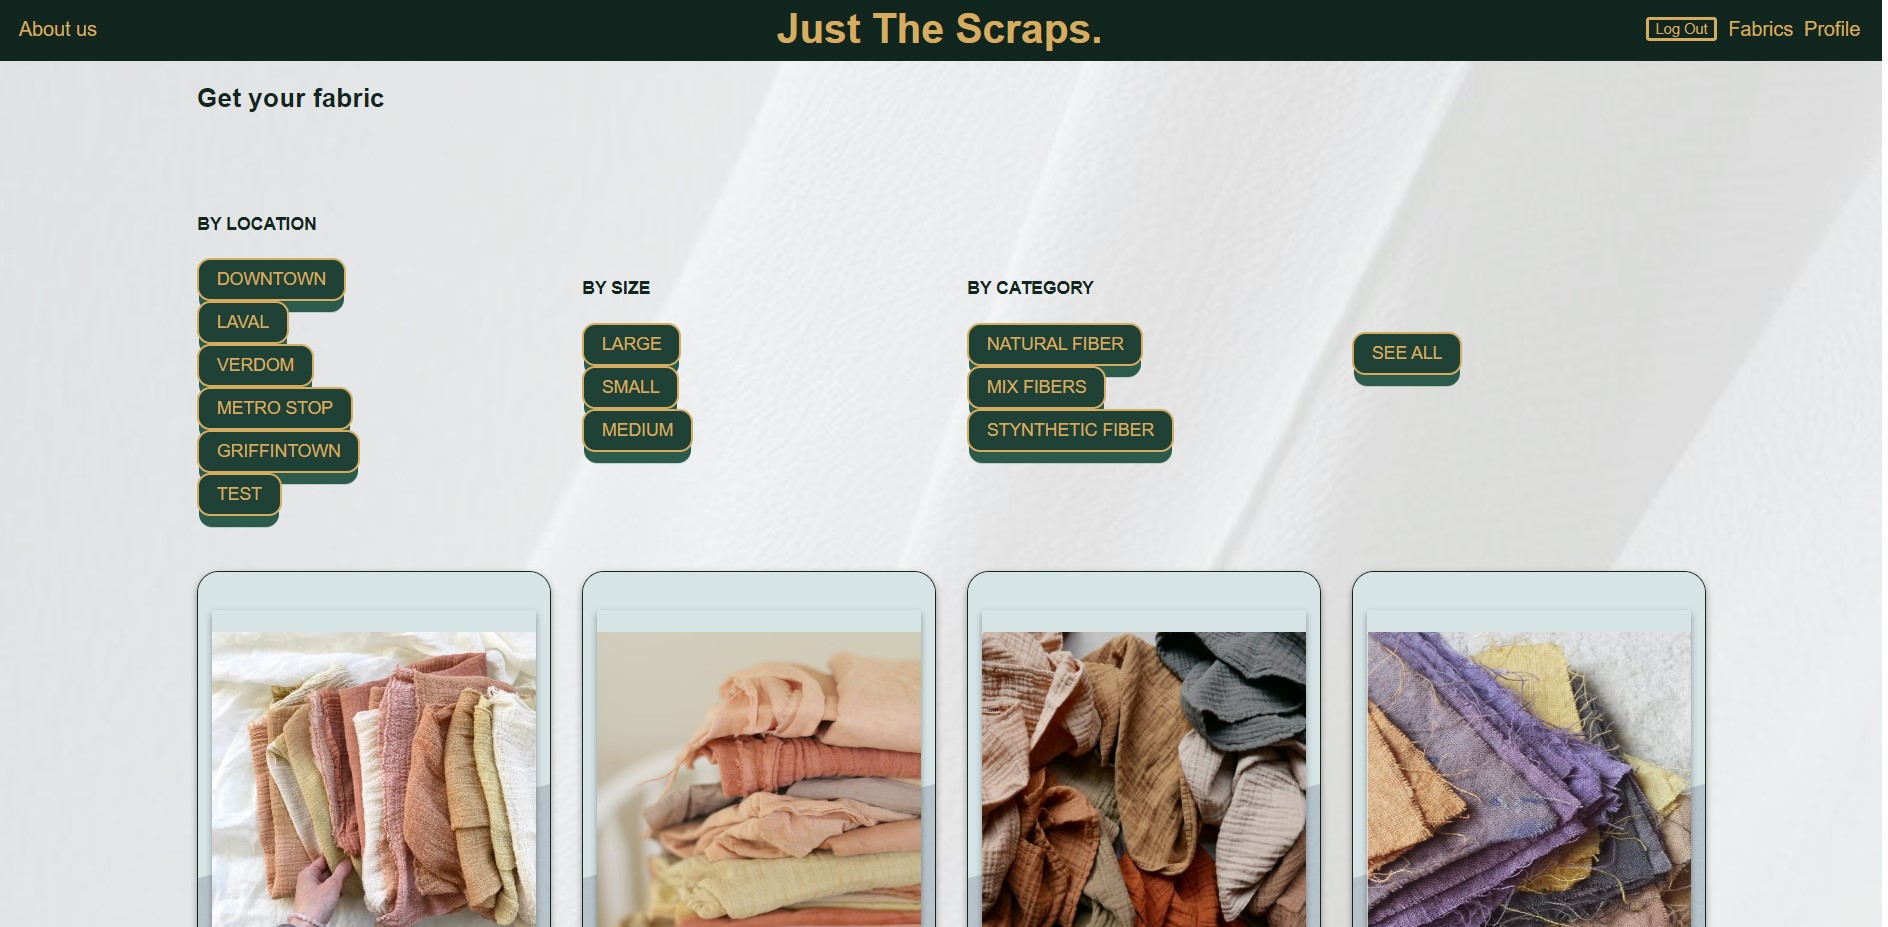 About us
Just The Scraps.
Log Out
Fabrics
Profile
Get your fabric
BY LOCATION
DOWNTOWN
LAVAL
VERDOM
METRO STOP
GRIFFINTOWN
TEST
BY SIZE
LARGE
SMALL
MEDIUM
BY CATEGORY
NATURAL FIBER
MIX FIBERS
STYNTHETIC FIBER
SEE ALL